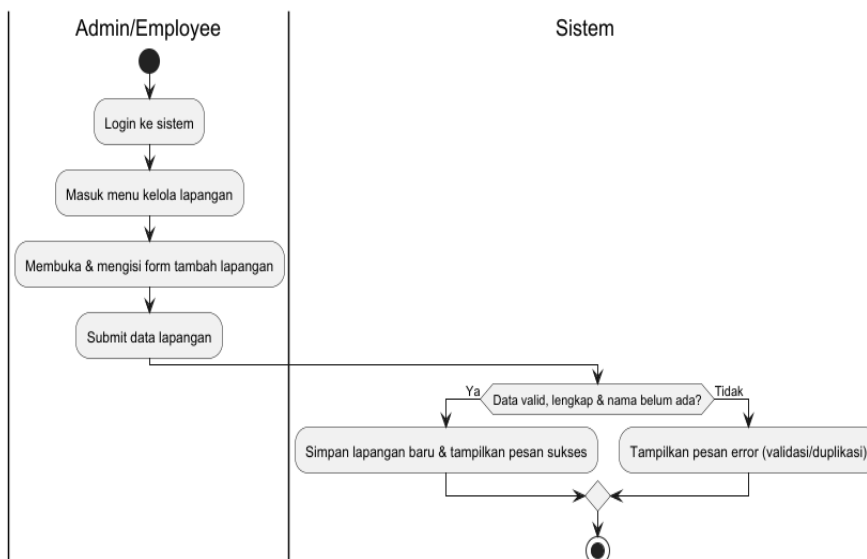 Admin/Employee
Sistem
Login ke sistem
Masuk menu kelola lapangan
Membuka & mengisi form tambah lapangan
Submit data lapangan
Ya
Data valid, lengkap & nama belum ada?
Tidak
Simpan lapangan baru & tampilkan pesan sukses
Tampilkan pesan error (validasi/duplikasi)